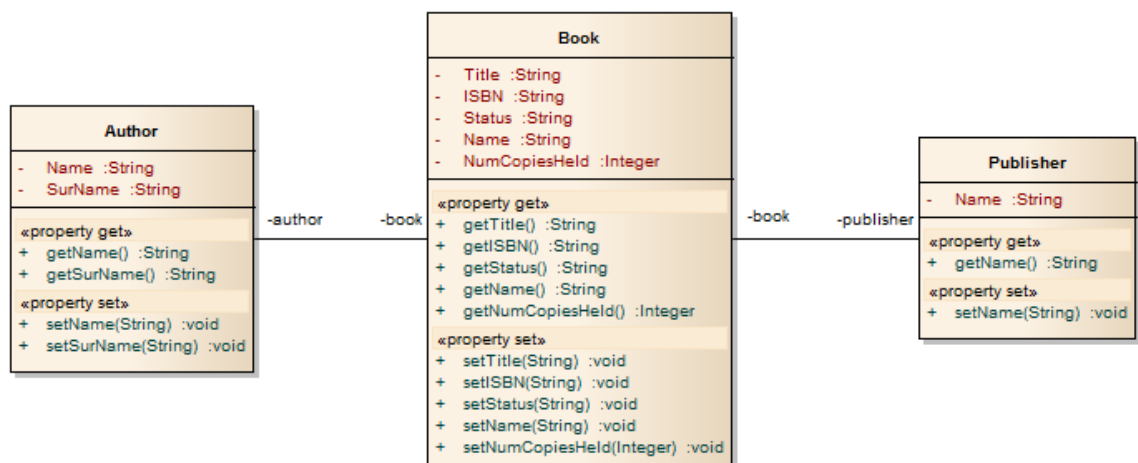 Author
- Name :String
- SurName :String
«property get»
+ getName() :String
+ getSurName() :String
«property set»
+ setName(String) :void
+ setSurName(String) :void
-author
-book
Book
- Title :String
- ISBN :String
- Status :String
- Name :String
- NumCopiesHeld :Integer
«property get»
+ getTitle() :String
+ getISBN() :String
+ getStatus() :String
+ getName() :String
+ getNumCopiesHeld() :Integer
«property set»
+ setTitle(String) :void
+ setISBN(String) :void
+ setStatus(String) :void
+ setName(String) :void
+ setNumCopiesHeld(Integer) :void
-book
-publisher
Publisher
- Name :String
«property get»
+ getName() :String
«property set»
+ setName(String) :void